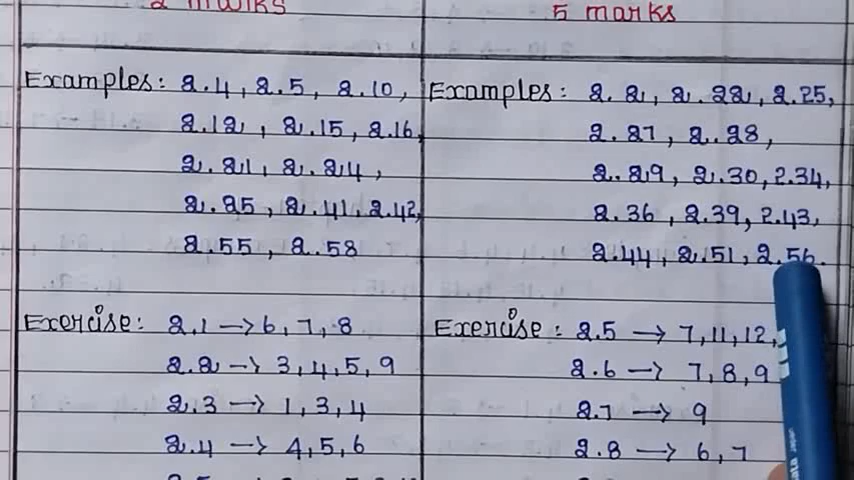 2 marks
5 marks
Examples: 2.4, 2.5, 2.10,
2.12, 2.15, 2.16,
2.21, 2.24,
2.25, 2.41, 2.42,
2.55, 2.58
Examples: 2.2, 2.22, 2.25,
2.27, 2.28,
2.29, 2.30, 2.34,
2.36, 2.39, 2.43,
2.44, 2.51, 2.56.
Exercise: 2.1 → 6, 7, 8
2.2 → 3, 4, 5, 9
2.3 → 1, 3, 4
2.4 → 4, 5, 6
Exercise: 2.5 → 7, 11, 12,
2.6 → 7, 8, 9
2.7 → 9
2.8 → 6, 7